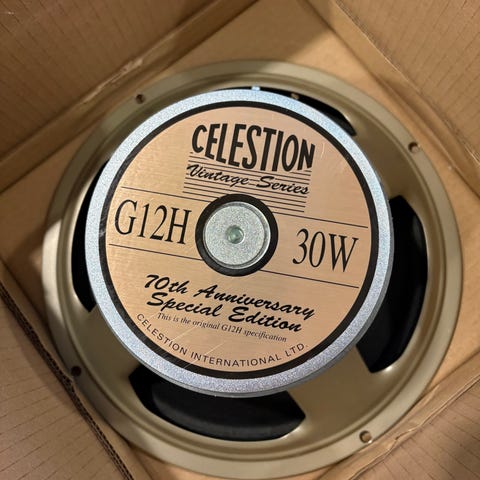 CELESTION
Vintage Series
G12H 30W
70th Anniversary
Special Edition
This is the original G12H specification
CELESTION INTERNATIONAL LTD.